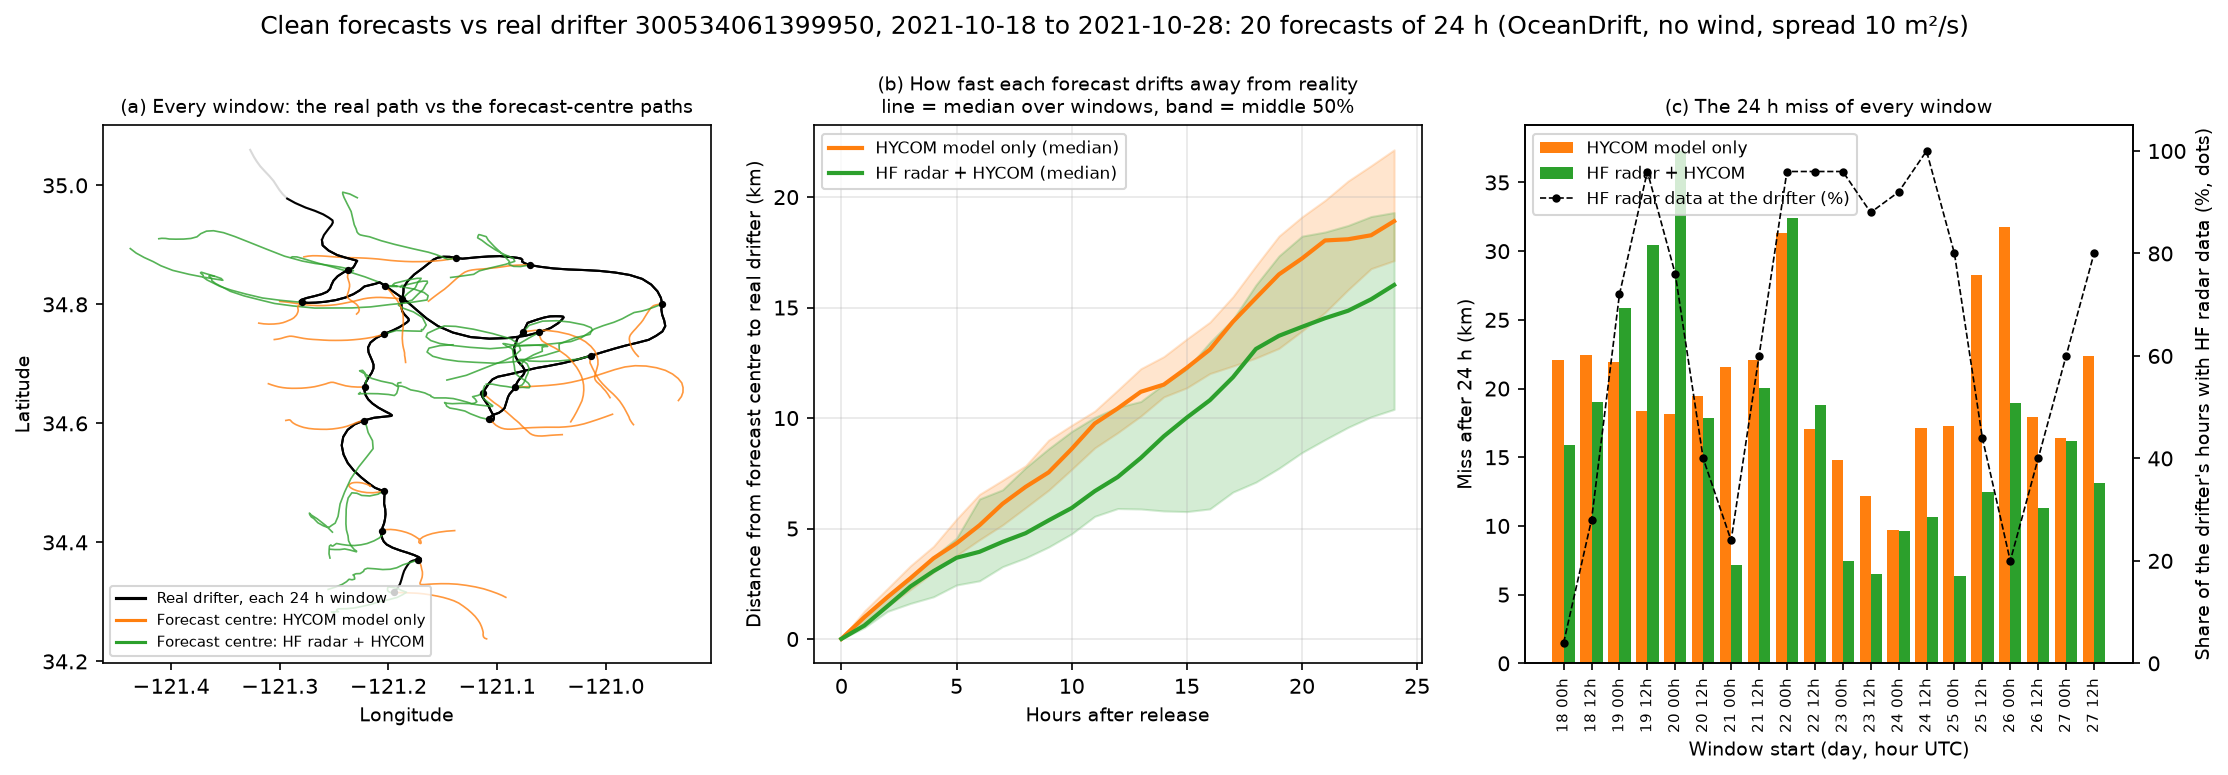 Clean forecasts vs real drifter 300534061399950, 2021-10-18 to 2021-10-28: 20 forecasts of 24 h (OceanDrift, no wind, spread 10 m²/s)
(a) Every window: the real path vs the forecast-centre paths
35.0
34.8
34.6
34.4
34.2
Latitude
−121.4
−121.3
−121.2
−121.1
−121.0
Longitude
Real drifter, each 24 h window
Forecast centre: HYCOM model only
Forecast centre: HF radar + HYCOM
(b) How fast each forecast drifts away from reality
line = median over windows, band = middle 50%
HYCOM model only (median)
HF radar + HYCOM (median)
20
15
10
5
0
Distance from forecast centre to real drifter (km)
0
5
10
15
20
25
Hours after release
(c) The 24 h miss of every window
HYCOM model only
HF radar + HYCOM
HF radar data at the drifter (%)
35
30
25
20
15
10
5
0
Miss after 24 h (km)
100
80
60
40
20
0
Share of the drifter's hours with HF radar data (%, dots)
18 00h
18 12h
19 00h
19 12h
20 00h
20 12h
21 00h
21 12h
22 00h
22 12h
23 00h
23 12h
24 00h
24 12h
25 00h
25 12h
26 00h
26 12h
27 00h
27 12h
Window start (day, hour UTC)